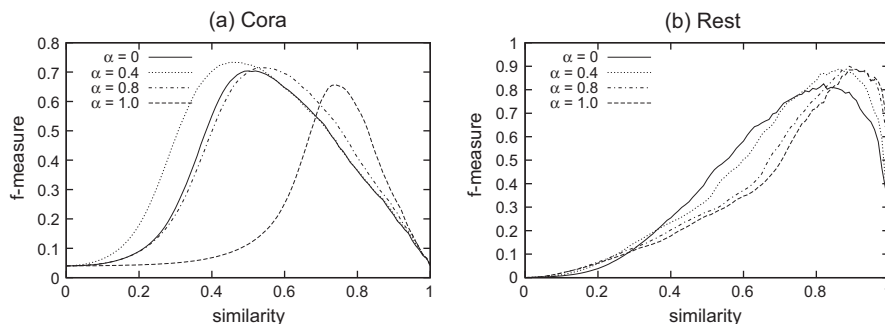 (a) Cora
0.8
0.7
0.6
0.5
0.4
0.3
0.2
0.1
0
f-measure
α = 0
α = 0.4
α = 0.8
α = 1.0
0 0.2 0.4 0.6 0.8 1
similarity
(b) Rest
1
0.9
0.8
0.7
0.6
0.5
0.4
0.3
0.2
0.1
0
f-measure
α = 0
α = 0.4
α = 0.8
α = 1.0
0 0.2 0.4 0.6 0.8
similarity